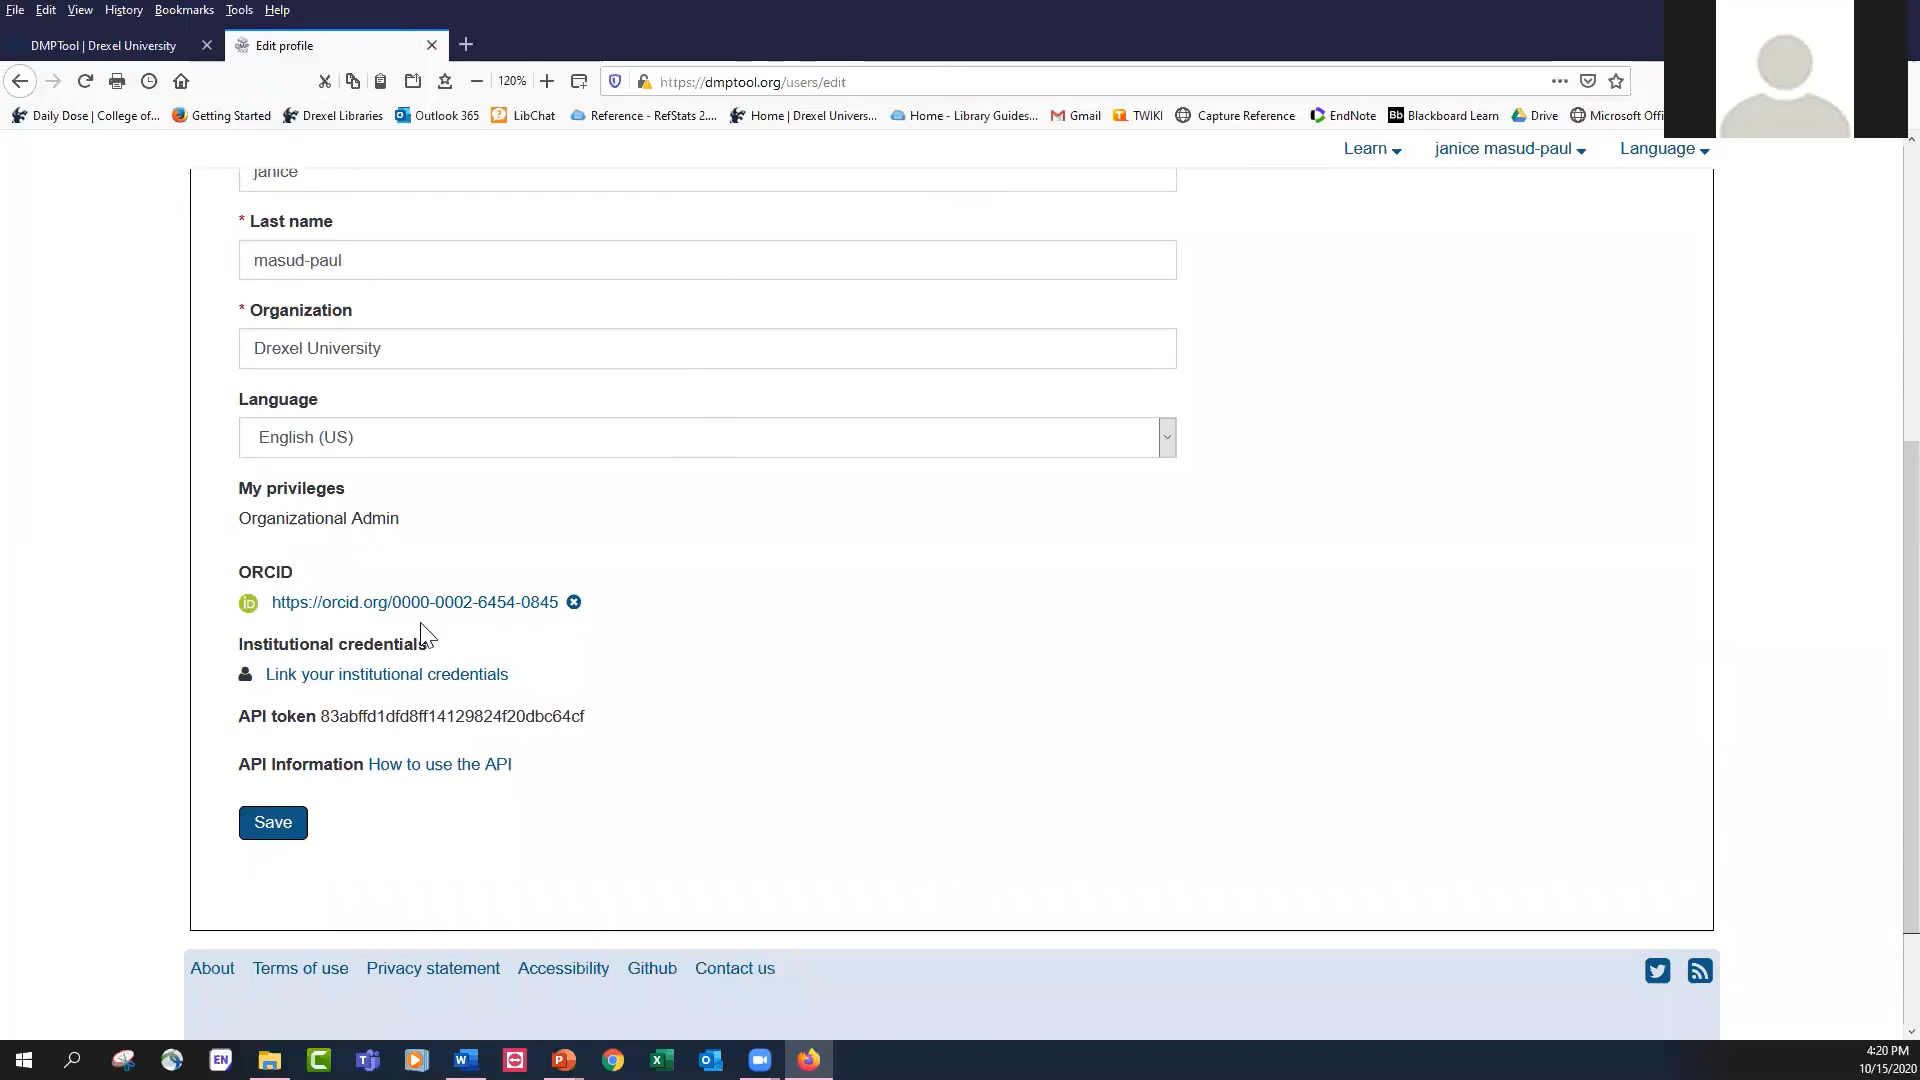 File Edit View History Bookmarks Tools Help
DMPTool | Drexel University Edit profile
120% https://dmptool.org/users/edit
Daily Dose | College of... Getting Started Drexel Libraries Outlook 365 LibChat Reference - RefStats 2.... Home | Drexel Univers... Home - Library Guides... Gmail TWIKI Capture Reference EndNote Bb Blackboard Learn Drive Microsoft Offi
Learn janice masud-paul Language
janice
* Last name
masud-paul
* Organization
Drexel University
Language
English (US)
My privileges
Organizational Admin
ORCID
iD https://orcid.org/0000-0002-6454-0845
Institutional credentials
Link your institutional credentials
API token 83abffd1dfd8ff14129824f20dbc64cf
API Information How to use the API
Save
About Terms of use Privacy statement Accessibility Github Contact us
EN
4:20 PM
10/15/2020